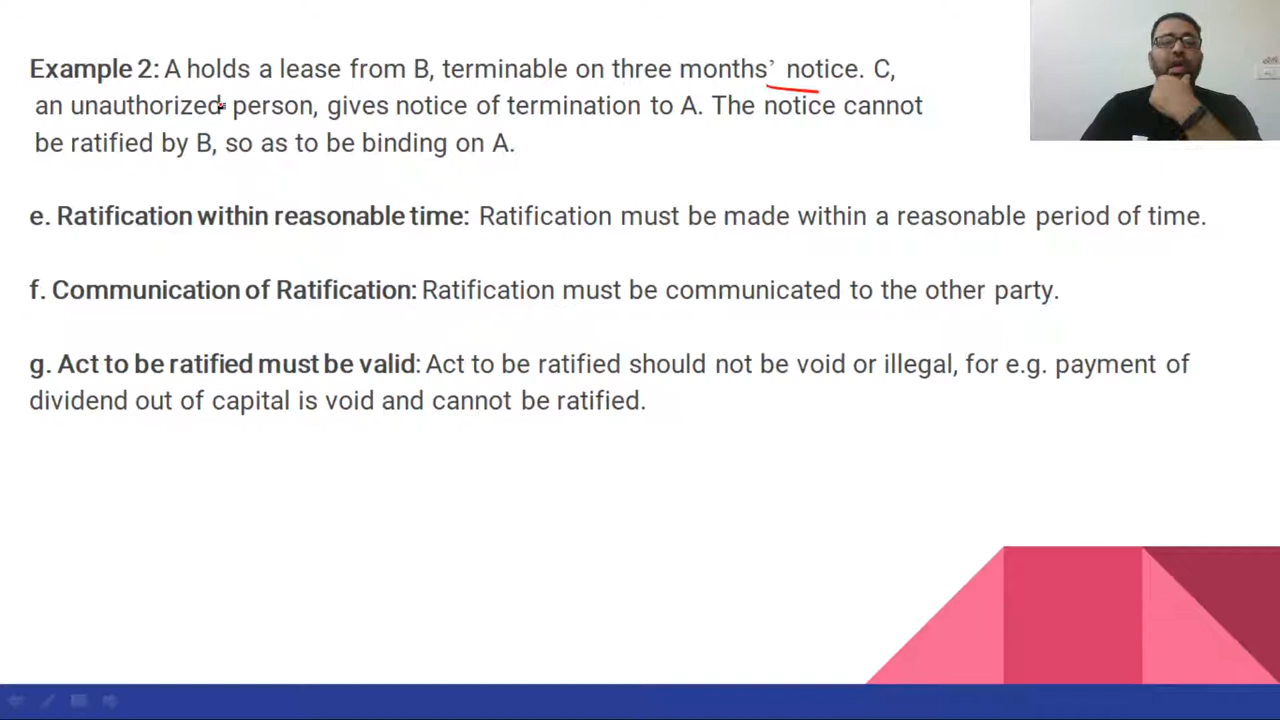 Example 2: A holds a lease from B, terminable on three months’ notice. C,
an unauthorized person, gives notice of termination to A. The notice cannot
be ratified by B, so as to be binding on A.
e. Ratification within reasonable time: Ratification must be made within a reasonable period of time.
f. Communication of Ratification: Ratification must be communicated to the other party.
g. Act to be ratified must be valid: Act to be ratified should not be void or illegal, for e.g. payment of
dividend out of capital is void and cannot be ratified.